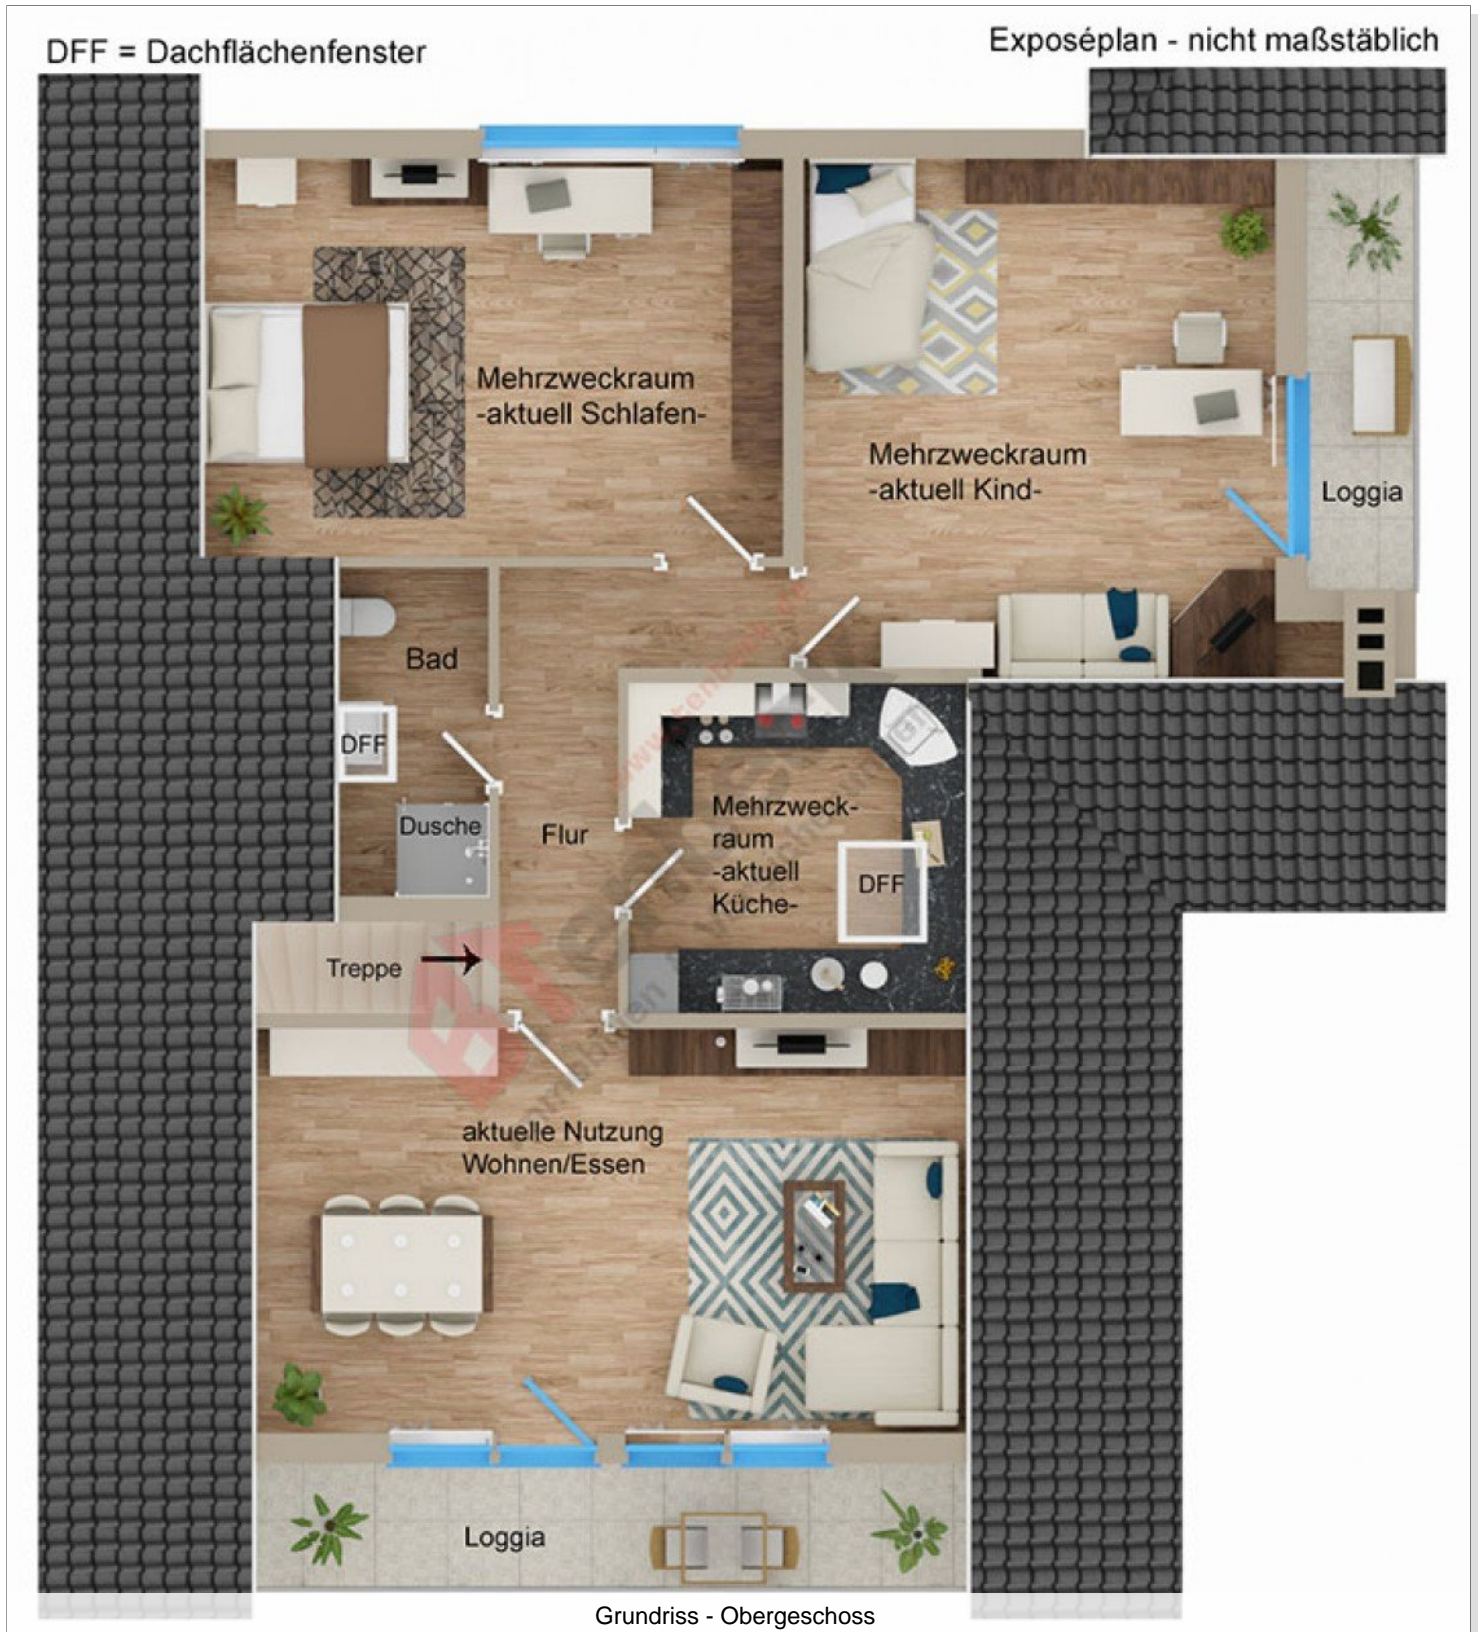 DFF = Dachflächenfenster
Exposéplan - nicht maßstäblich
Mehrzweckraum
-aktuell Schlafen-
Mehrzweckraum
-aktuell Kind-
Loggia
Bad
DFF
Dusche
Flur
Mehrzweck-
raum
-aktuell
Küche-
DFF
Treppe
aktuelle Nutzung
Wohnen/Essen
Loggia
Grundriss - Obergeschoss